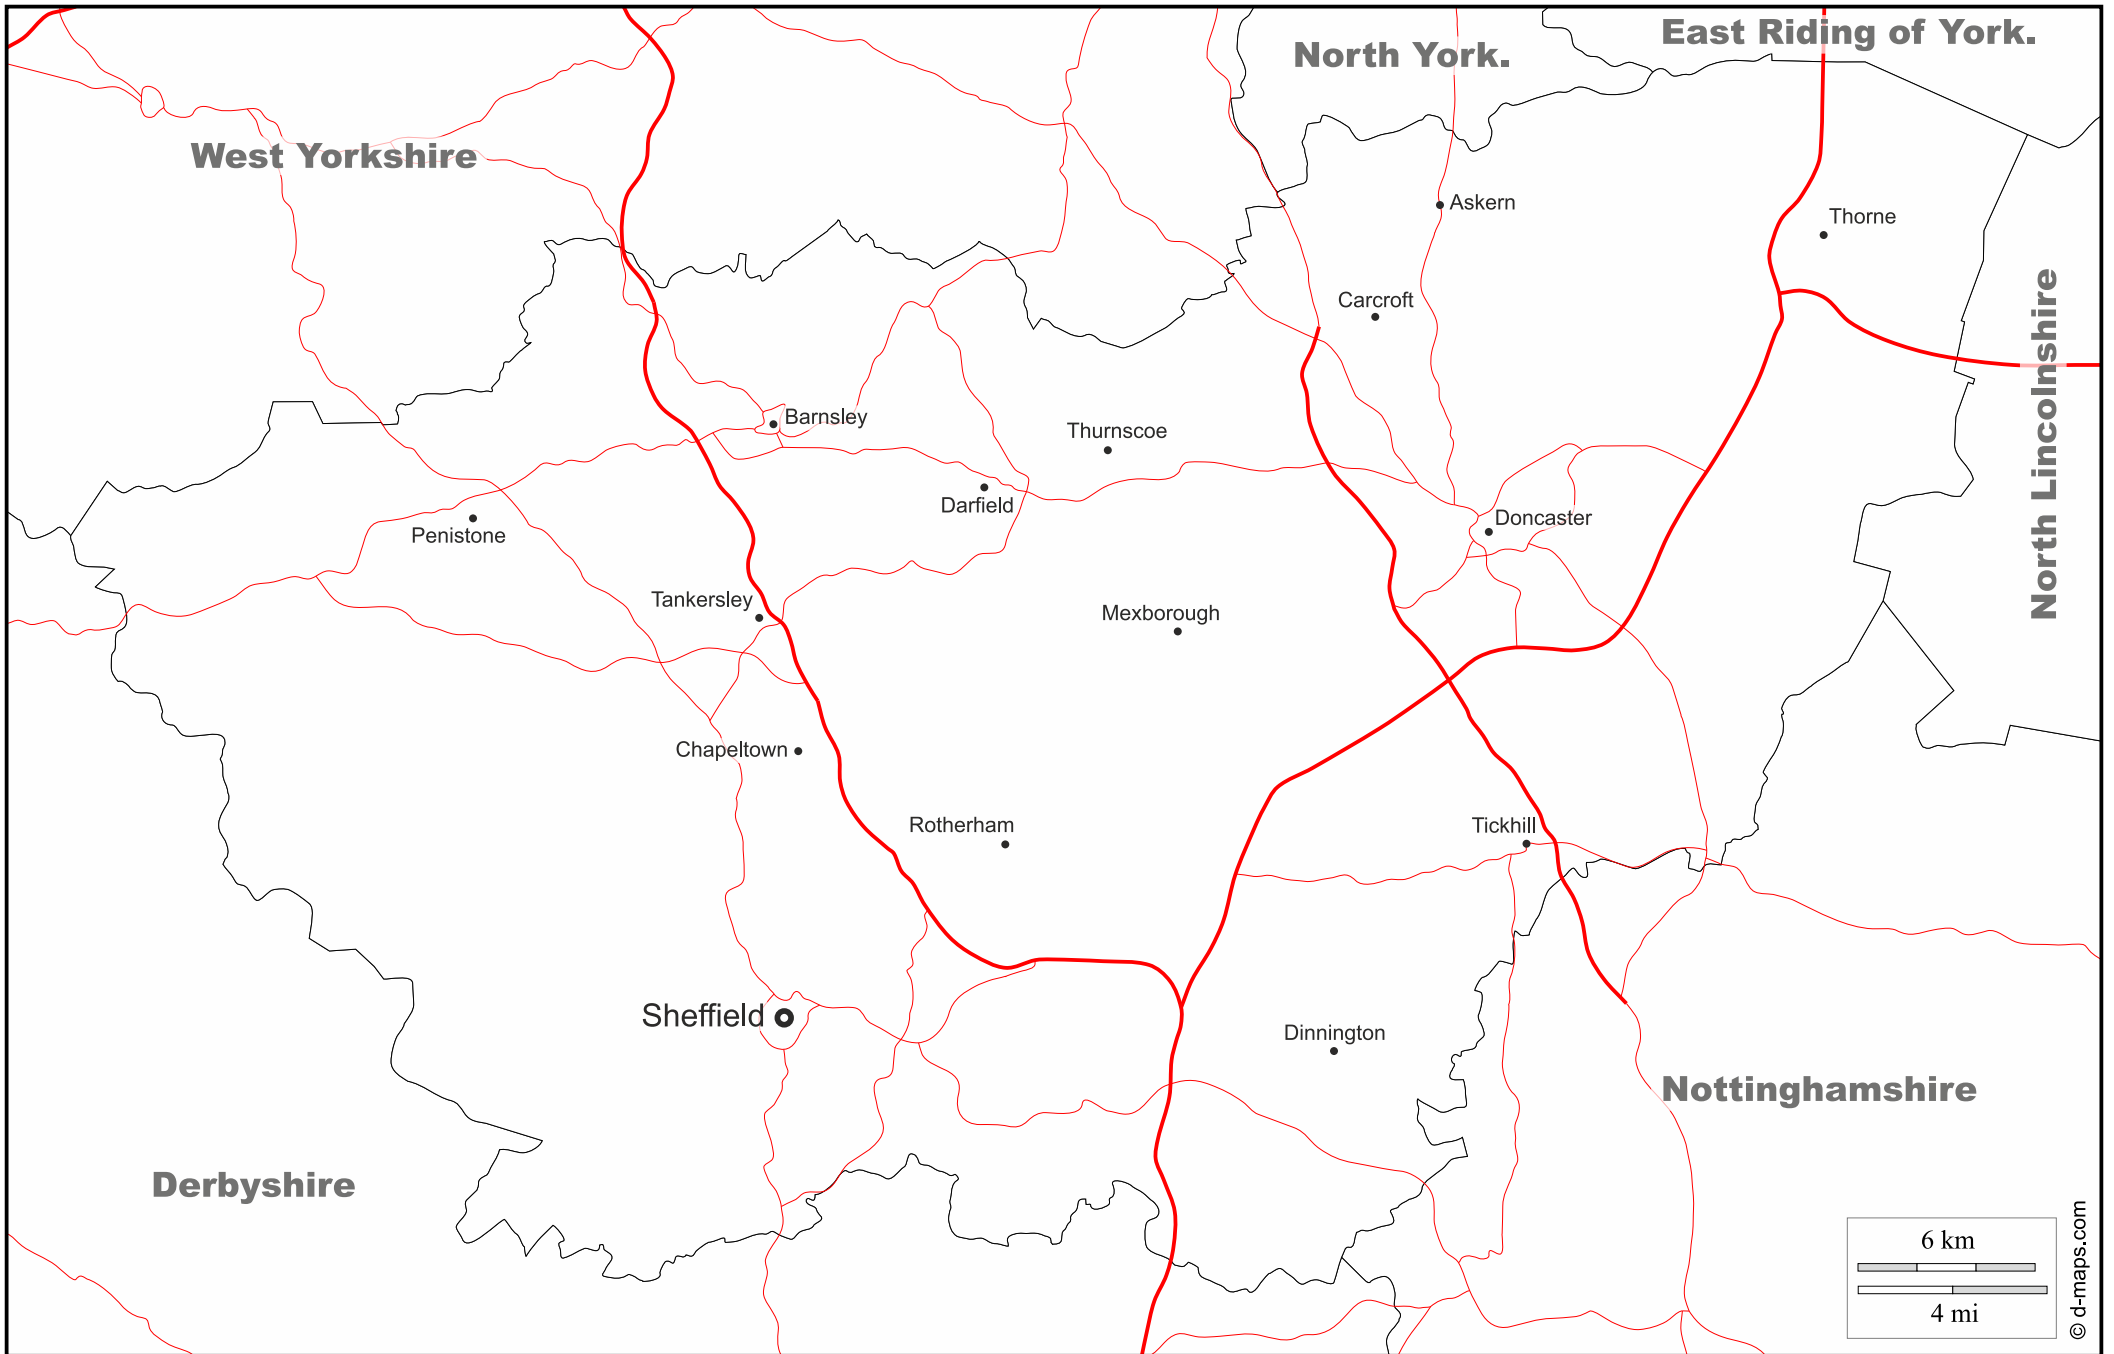 East Riding of York.
North York.
West Yorkshire
Askern
Thorne
Carcroft
North Lincolnshire
Barnsley
Thurnscoe
Darfield
Doncaster
Penistone
Tankersley
Mexborough
Chapeltown
Rotherham
Tickhill
Sheffield
Dinnington
Nottinghamshire
Derbyshire
6 km
4 mi
© d-maps.com